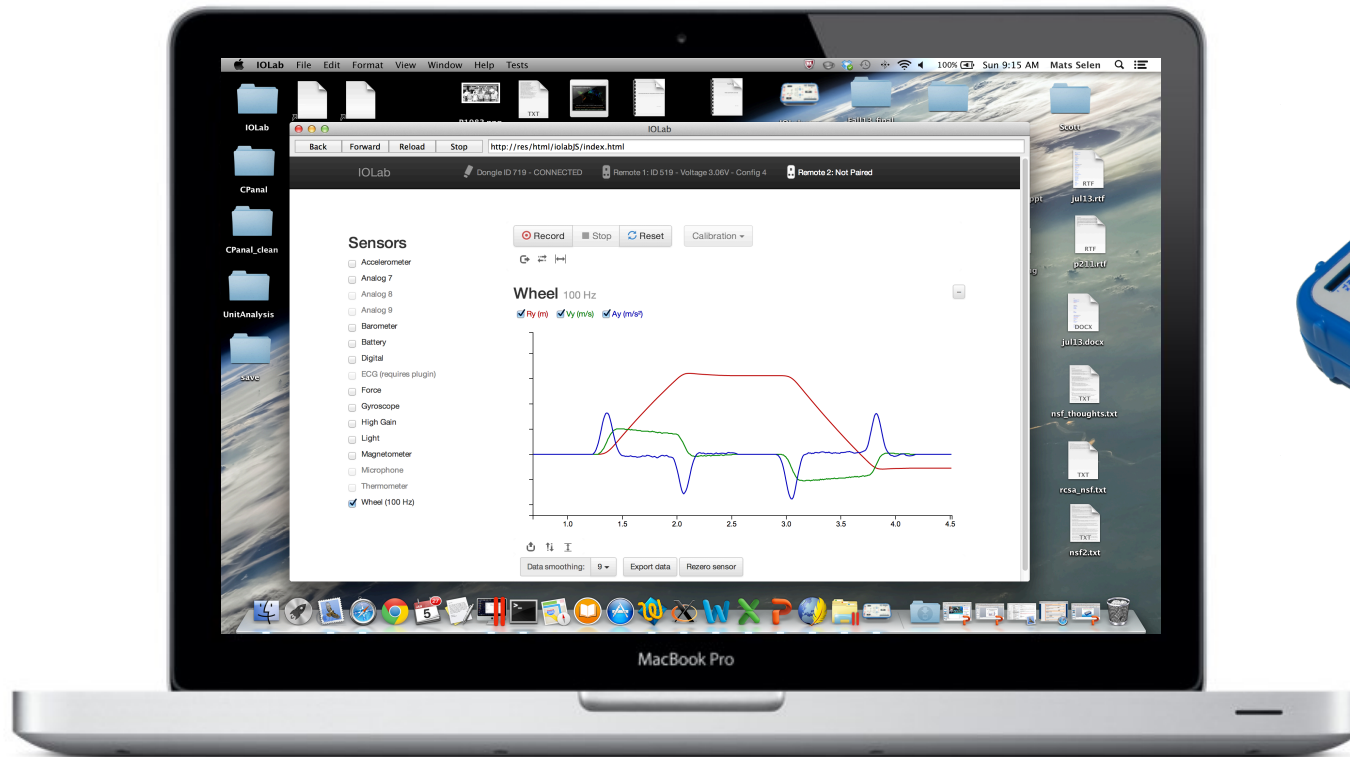 IOLab File Edit Format View Window Help Tests 100% Sun 9:15 AM Mats Selen
TXT
IOLab
CPanal
CPanal_clean
UnitAnalysis
save
Scott
RTF
jul13.rtf
RTF
p211.rtf
DOCX
jul13.docx
TXT
nsf_thoughts.txt
TXT
rcsa_nsf.txt
TXT
nsf2.txt
IOLab
Back Forward Reload Stop http://res/html/iolabJS/index.html
IOLab Dongle ID 719 - CONNECTED Remote 1: ID 519 - Voltage 3.06V - Config 4 Remote 2: Not Paired
Record Stop Reset Calibration
Sensors
Accelerometer
Analog 7
Analog 8
Analog 9
Barometer
Battery
Digital
ECG (requires plugin)
Force
Gyroscope
High Gain
Light
Magnetometer
Microphone
Thermometer
Wheel (100 Hz)
Wheel 100 Hz
Ry (m) Vy (m/s) Ay (m/s²)
1.0 1.5 2.0 2.5 3.0 3.5 4.0 4.5
Data smoothing: 9 Export data Rezero sensor
5
MacBook Pro